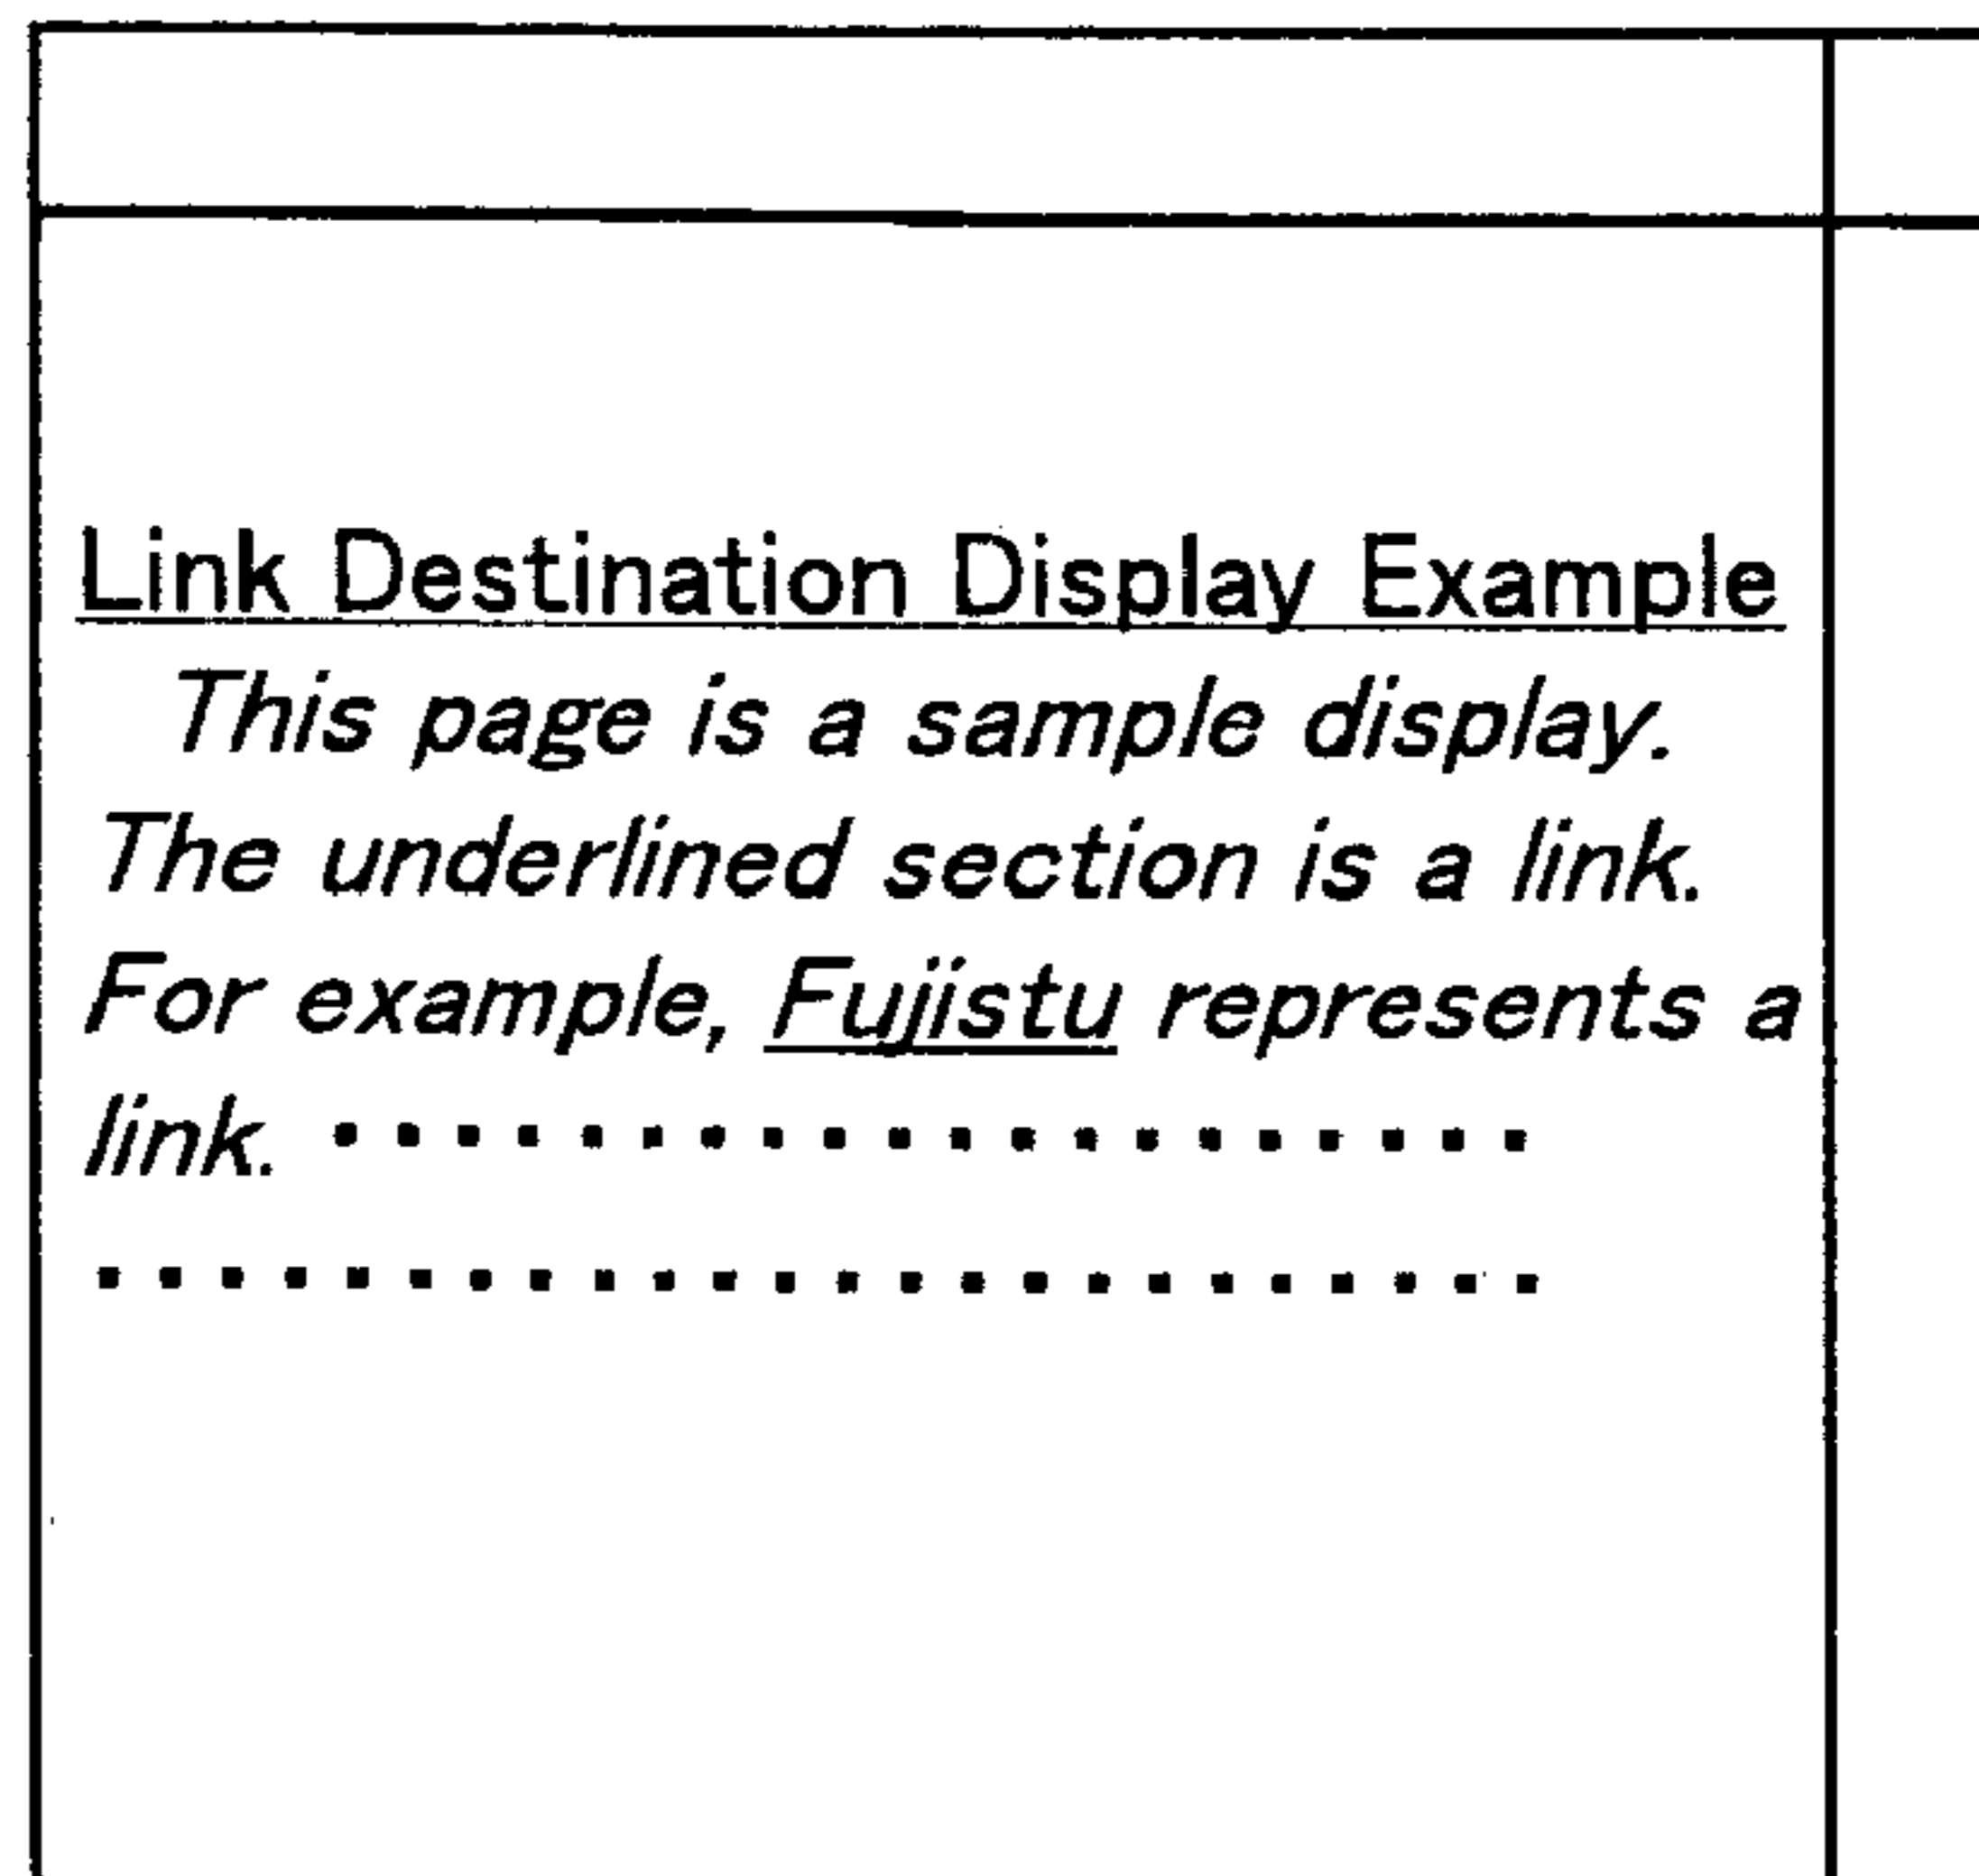 Link Destination Display Example
This page is a sample display.
The underlined section is a link.
For example, Fujistu represents a
link. ····················
························